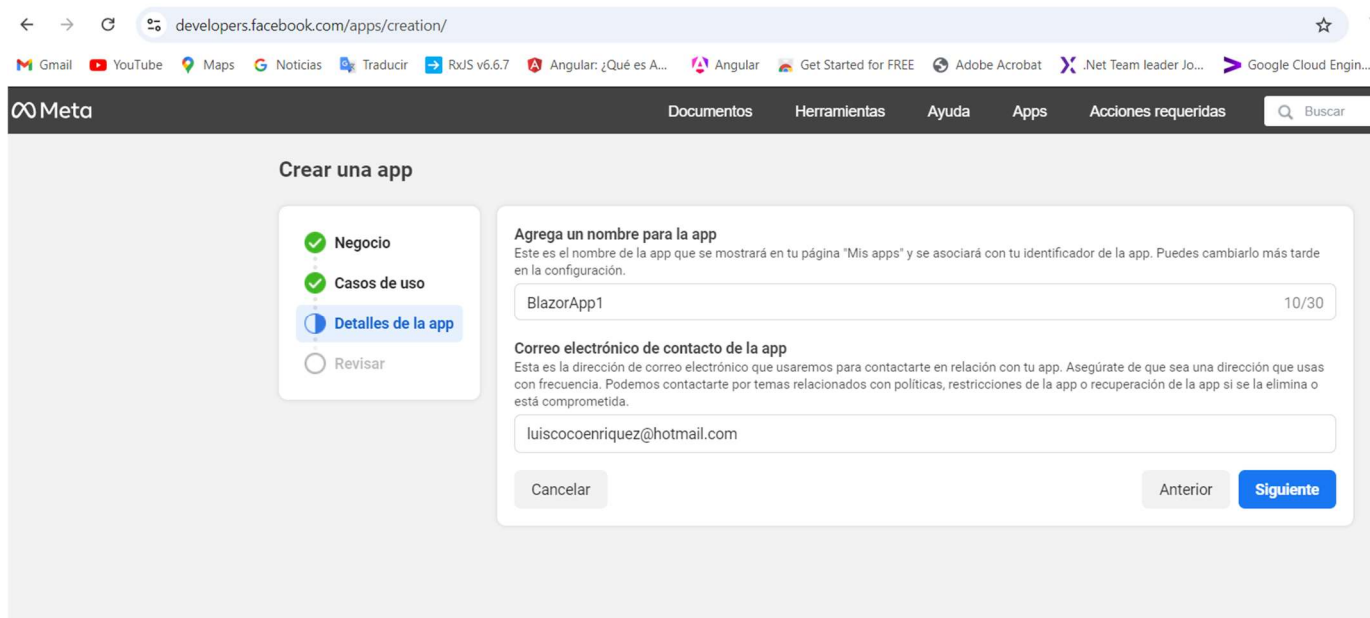 developers.facebook.com/apps/creation/
Gmail YouTube Maps Noticias Traducir RxJS v6.6.7 Angular: ¿Qué es A... Angular Get Started for FREE Adobe Acrobat .Net Team leader Jo... Google Cloud Engin...
Meta Documentos Herramientas Ayuda Apps Acciones requeridas Buscar
Crear una app
Negocio
Casos de uso
Detalles de la app
Revisar
Agrega un nombre para la app
Este es el nombre de la app que se mostrará en tu página "Mis apps" y se asociará con tu identificador de la app. Puedes cambiarlo más tarde
en la configuración.
BlazorApp1 10/30
Correo electrónico de contacto de la app
Esta es la dirección de correo electrónico que usaremos para contactarte en relación con tu app. Asegúrate de que sea una dirección que usas
con frecuencia. Podemos contactarte por temas relacionados con políticas, restricciones de la app o recuperación de la app si se la elimina o
está comprometida.
luiscocoenriquez@hotmail.com
Cancelar Anterior Siguiente